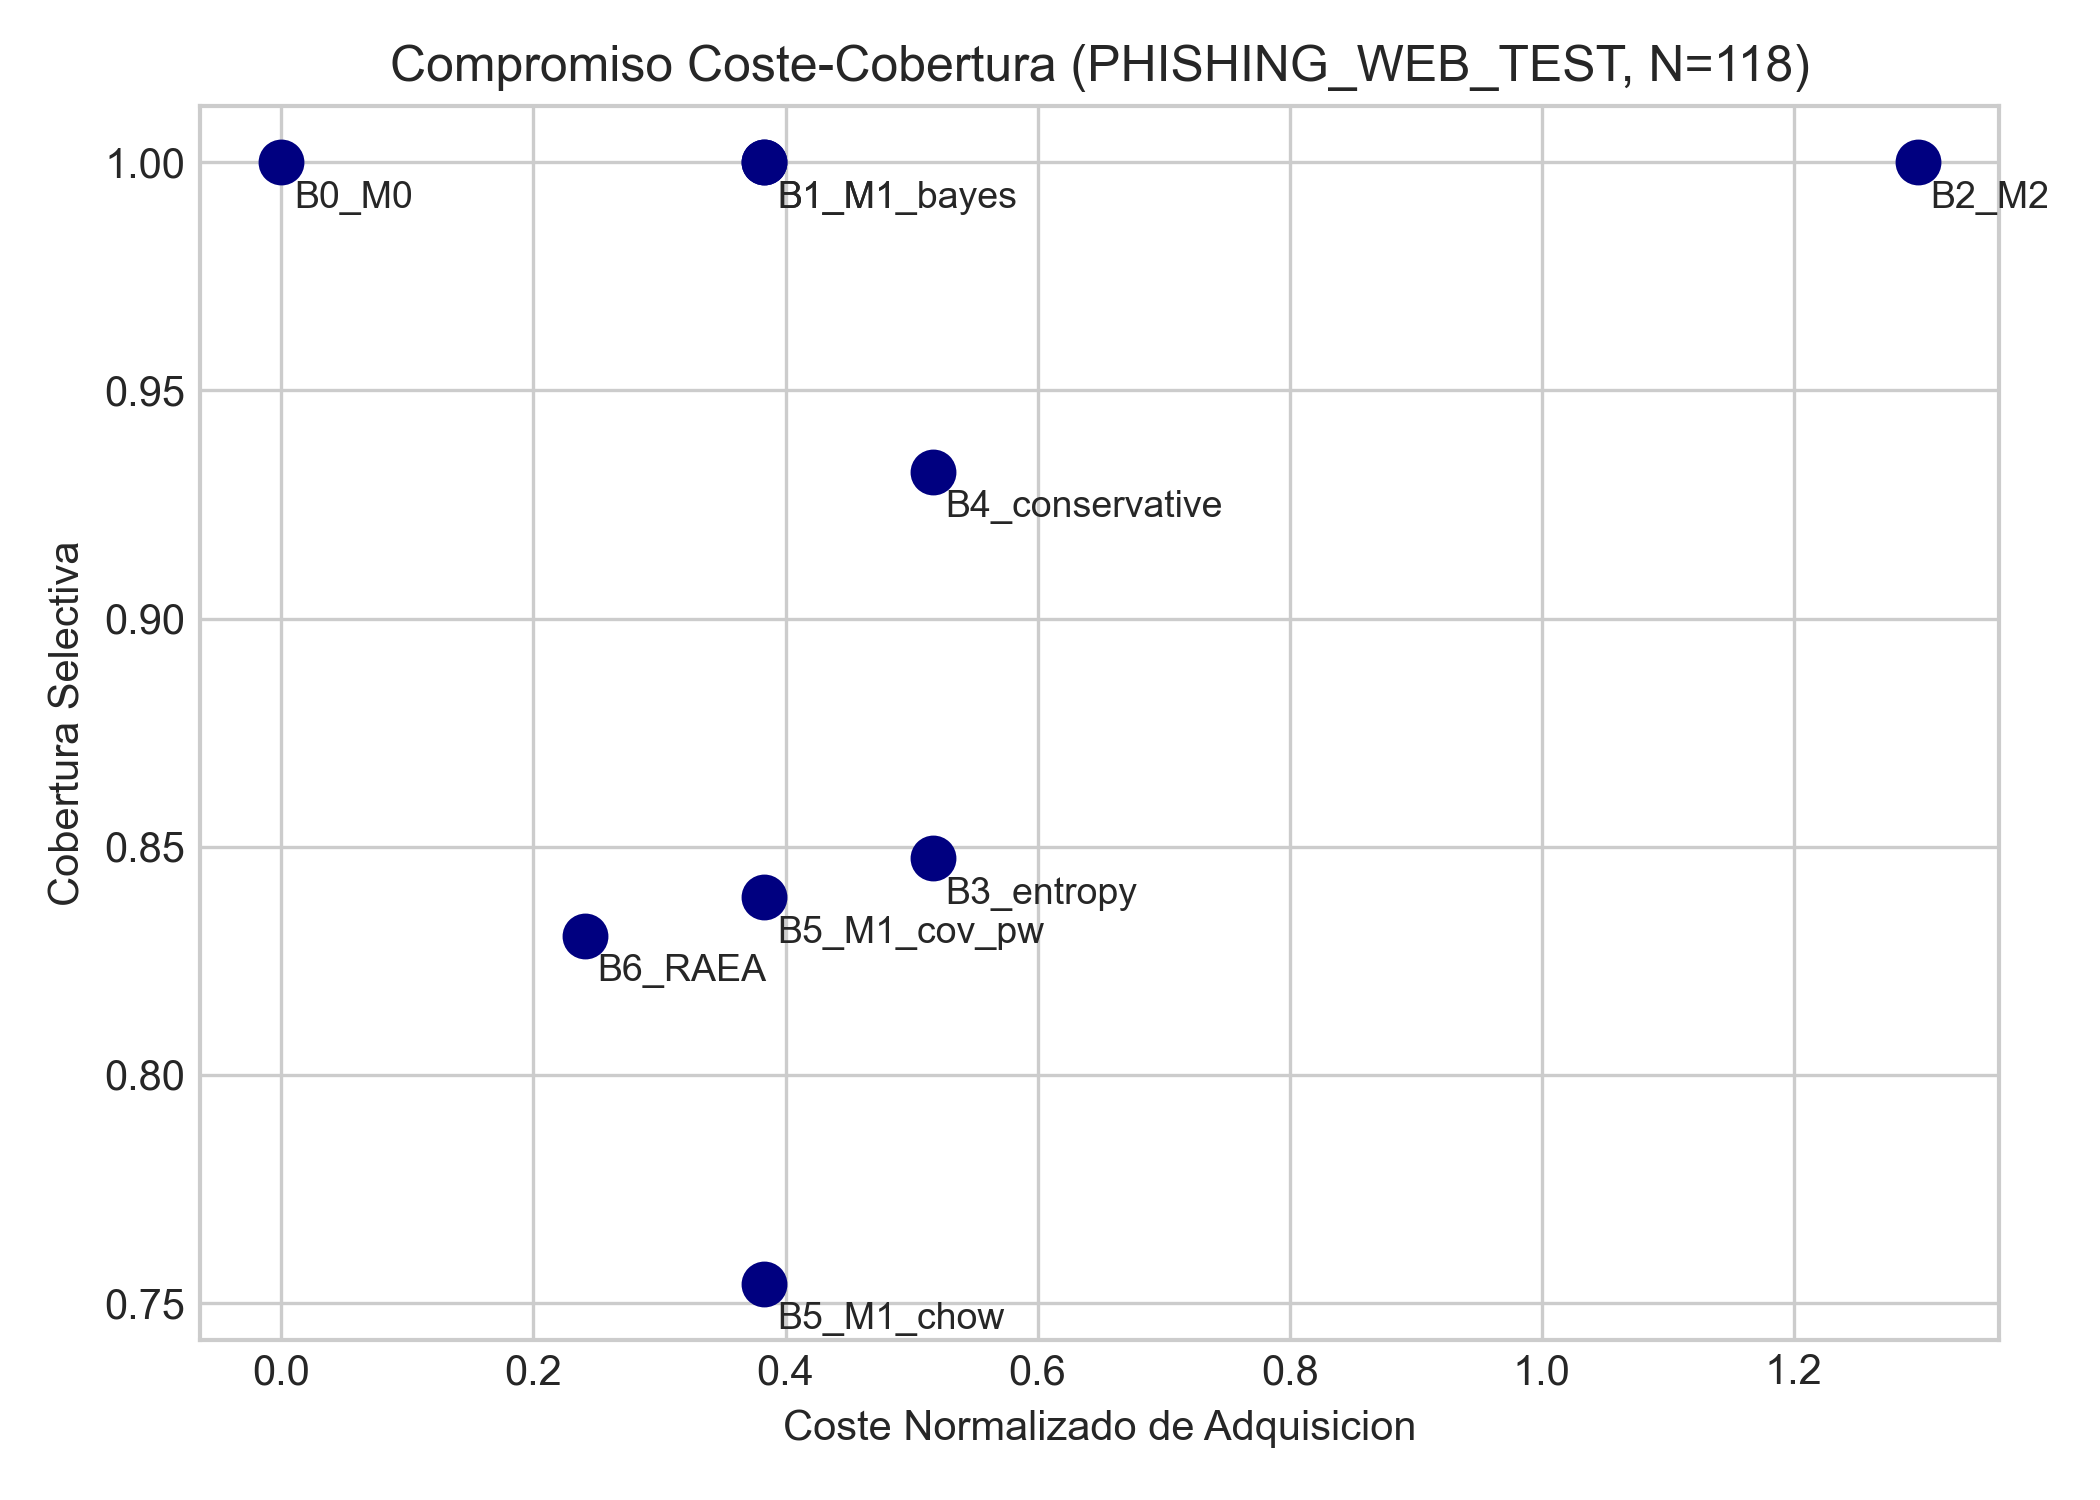 Compromiso Coste-Cobertura (PHISHING_WEB_TEST, N=118)
1.00
0.95
0.90
0.85
0.80
0.75
Cobertura Selectiva
B0_M0
B1_M1_bayes
B2_M2
B4_conservative
B3_entropy
B5_M1_cov_pw
B6_RAEA
B5_M1_chow
0.0
0.2
0.4
0.6
0.8
1.0
1.2
Coste Normalizado de Adquisicion